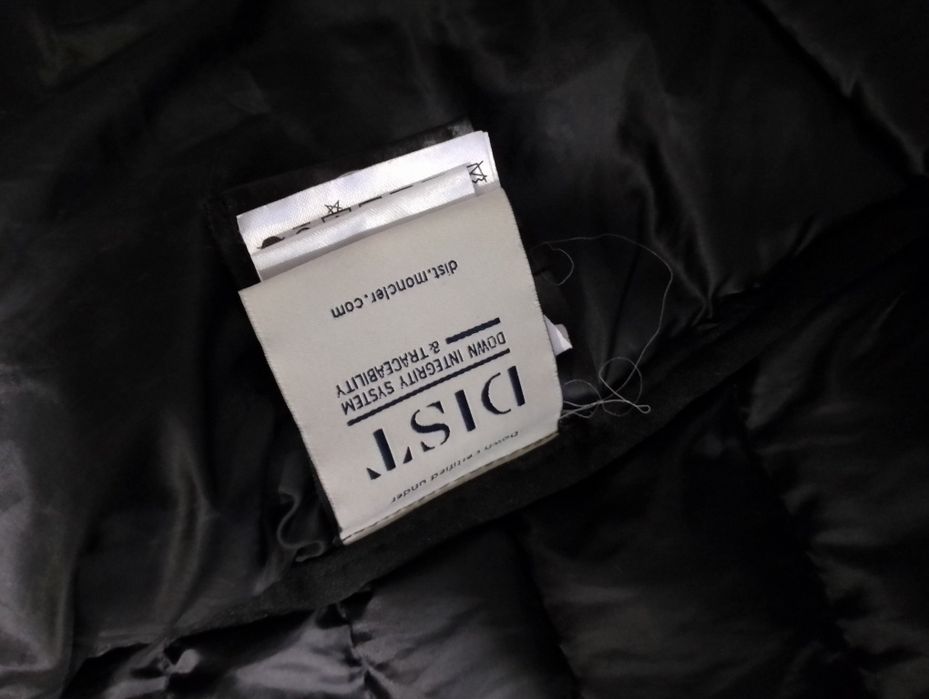 Down certified under
DIST
DOWN INTEGRITY SYSTEM
& TRACEABILITY
dist.moncler.com